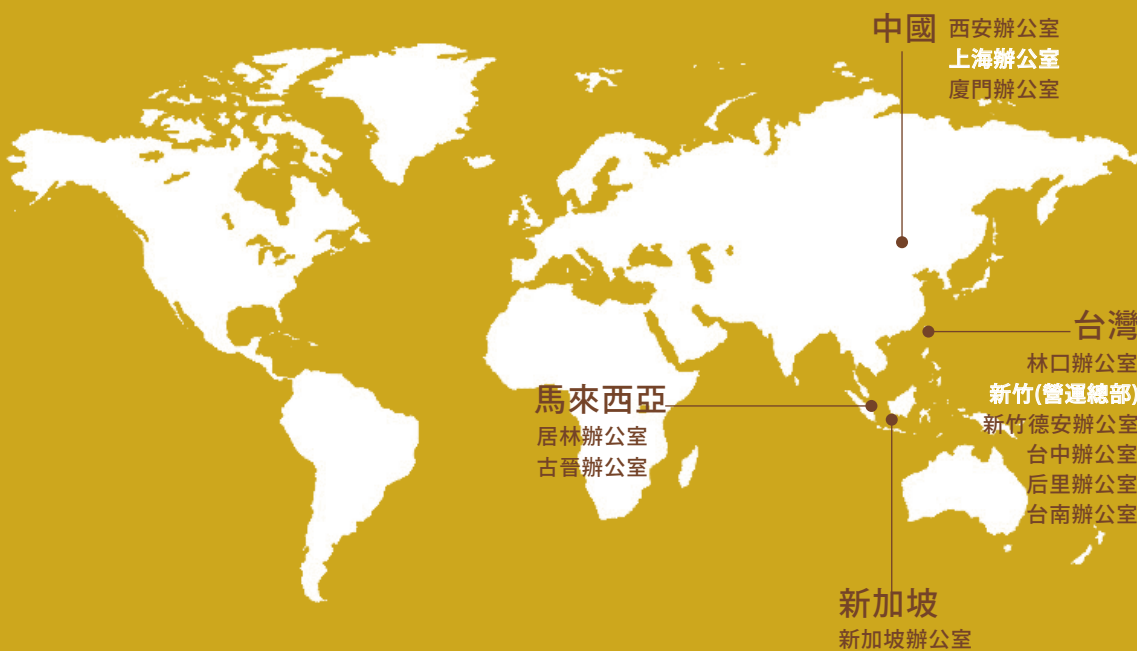 中國
西安辦公室
上海辦公室
廈門辦公室
台灣
林口辦公室
新竹(營運總部)
新竹德安辦公室
台中辦公室
后里辦公室
台南辦公室
馬來西亞
居林辦公室
古晉辦公室
新加坡
新加坡辦公室